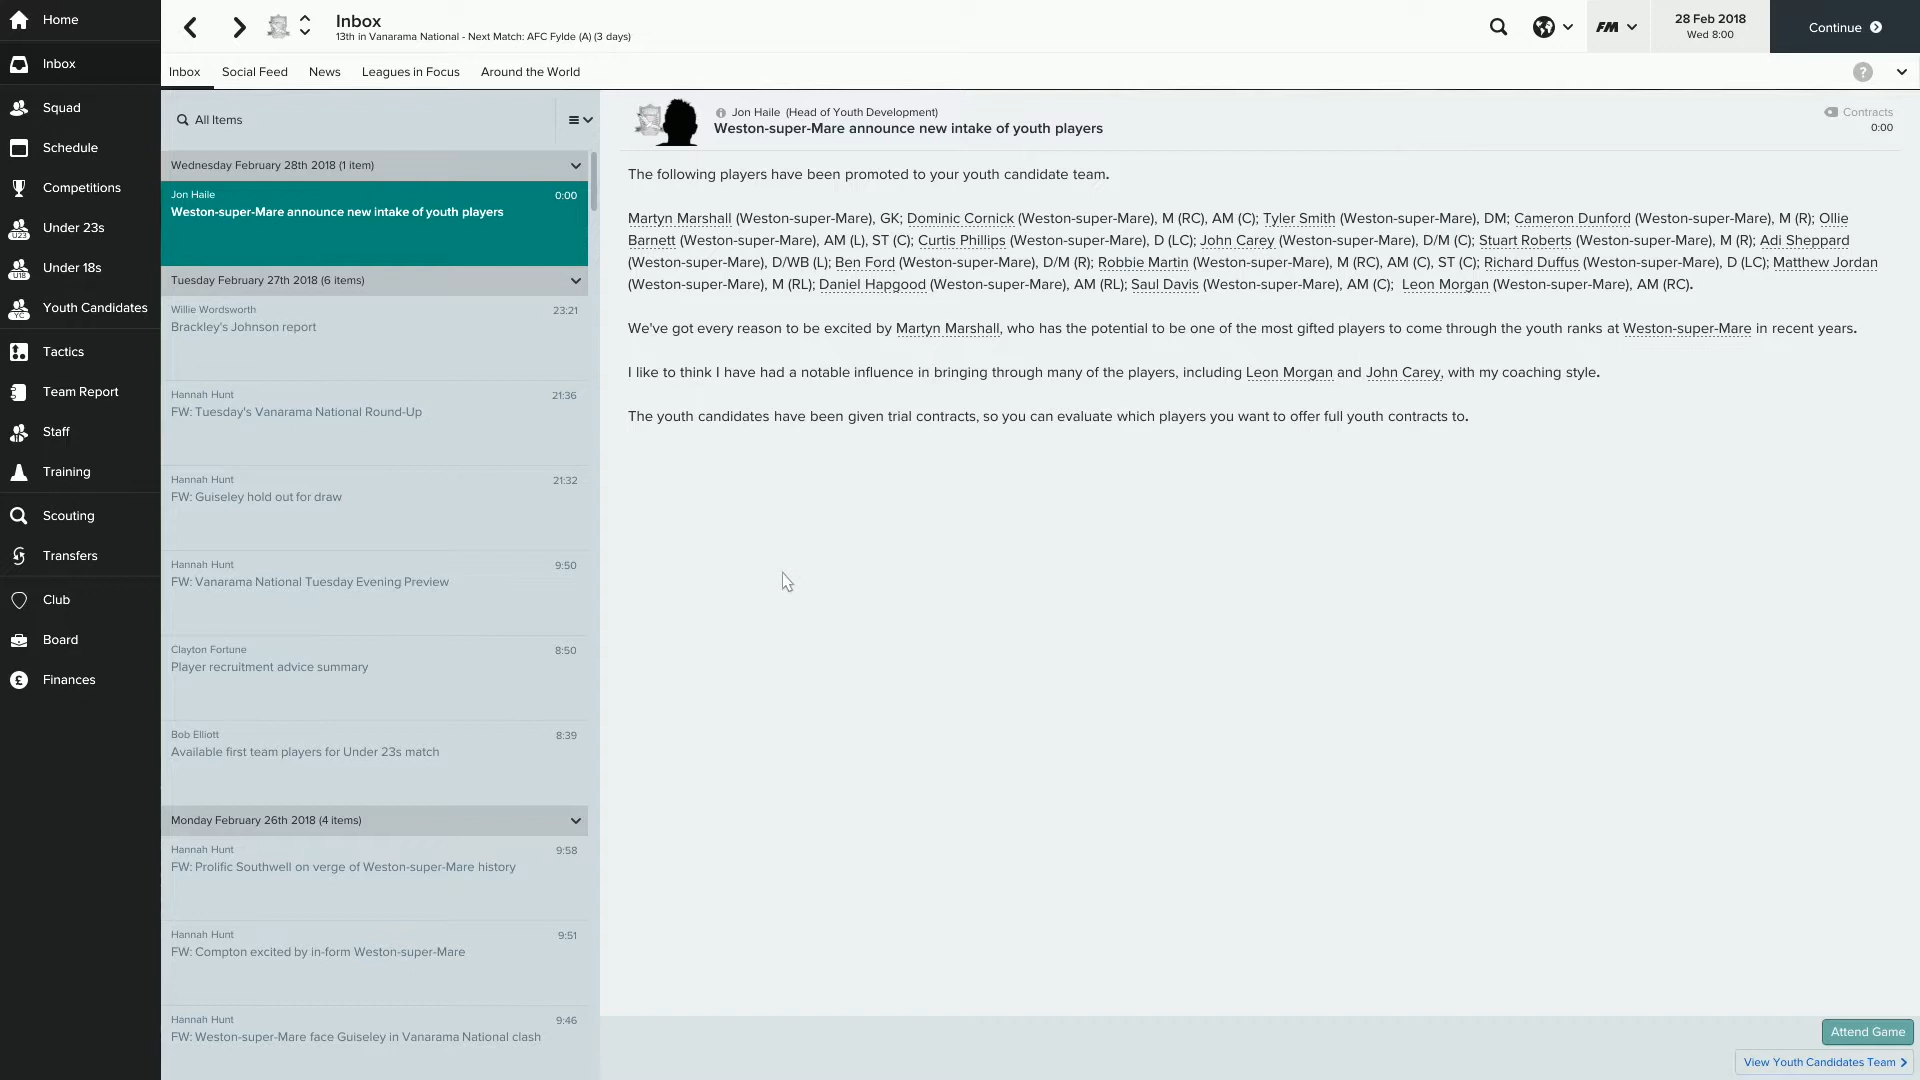 Home
Inbox
Squad
Schedule
Competitions
Under 23s
Under 18s
Youth Candidates
Tactics
Team Report
Staff
Training
Scouting
Transfers
Club
Board
Finances
Inbox
13th in Vanarama National - Next Match: AFC Fylde (A) (3 days)
FM
28 Feb 2018
Wed 8:00
Continue
Inbox Social Feed News Leagues in Focus Around the World
?
All Items
Wednesday February 28th 2018 (1 item)
Jon Haile 0:00
Weston-super-Mare announce new intake of youth players
Tuesday February 27th 2018 (6 items)
Willie Wordsworth 23:21
Brackley's Johnson report
Hannah Hunt 21:36
FW: Tuesday's Vanarama National Round-Up
Hannah Hunt 21:32
FW: Guiseley hold out for draw
Hannah Hunt 9:50
FW: Vanarama National Tuesday Evening Preview
Clayton Fortune 8:50
Player recruitment advice summary
Bob Elliott 8:39
Available first team players for Under 23s match
Monday February 26th 2018 (4 items)
Hannah Hunt 9:58
FW: Prolific Southwell on verge of Weston-super-Mare history
Hannah Hunt 9:51
FW: Compton excited by in-form Weston-super-Mare
Hannah Hunt 9:46
FW: Weston-super-Mare face Guiseley in Vanarama National clash
Jon Haile (Head of Youth Development)
Weston-super-Mare announce new intake of youth players
Contracts
0:00
The following players have been promoted to your youth candidate team.
Martyn Marshall (Weston-super-Mare), GK; Dominic Cornick (Weston-super-Mare), M (RC), AM (C); Tyler Smith (Weston-super-Mare), DM; Cameron Dunford (Weston-super-Mare), M (R); Ollie
Barnett (Weston-super-Mare), AM (L), ST (C); Curtis Phillips (Weston-super-Mare), D (LC); John Carey (Weston-super-Mare), D/M (C); Stuart Roberts (Weston-super-Mare), M (R); Adi Sheppard
(Weston-super-Mare), D/WB (L); Ben Ford (Weston-super-Mare), D/M (R); Robbie Martin (Weston-super-Mare), M (RC), AM (C), ST (C); Richard Duffus (Weston-super-Mare), D (LC); Matthew Jordan
(Weston-super-Mare), M (RL); Daniel Hapgood (Weston-super-Mare), AM (RL); Saul Davis (Weston-super-Mare), AM (C); Leon Morgan (Weston-super-Mare), AM (RC).
We've got every reason to be excited by Martyn Marshall, who has the potential to be one of the most gifted players to come through the youth ranks at Weston-super-Mare in recent years.
I like to think I have had a notable influence in bringing through many of the players, including Leon Morgan and John Carey, with my coaching style.
The youth candidates have been given trial contracts, so you can evaluate which players you want to offer full youth contracts to.
Attend Game
View Youth Candidates Team